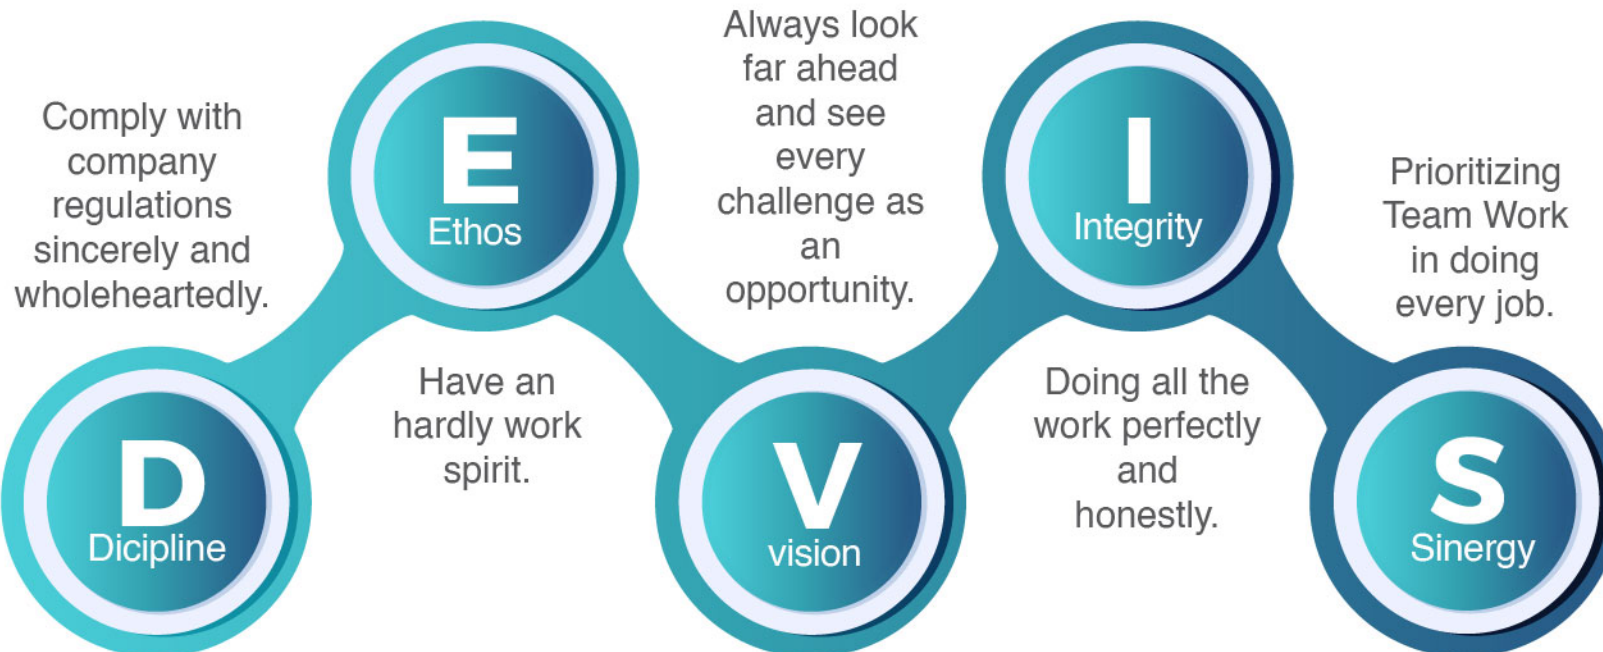 Comply with
company
regulations
sincerely and
wholeheartedly.
D
Dicipline
E
Ethos
Have an
hardly work
spirit.
Always look
far ahead
and see
every
challenge as
an
opportunity.
V
vision
I
Integrity
Doing all the
work perfectly
and
honestly.
Prioritizing
Team Work
in doing
every job.
S
Sinergy